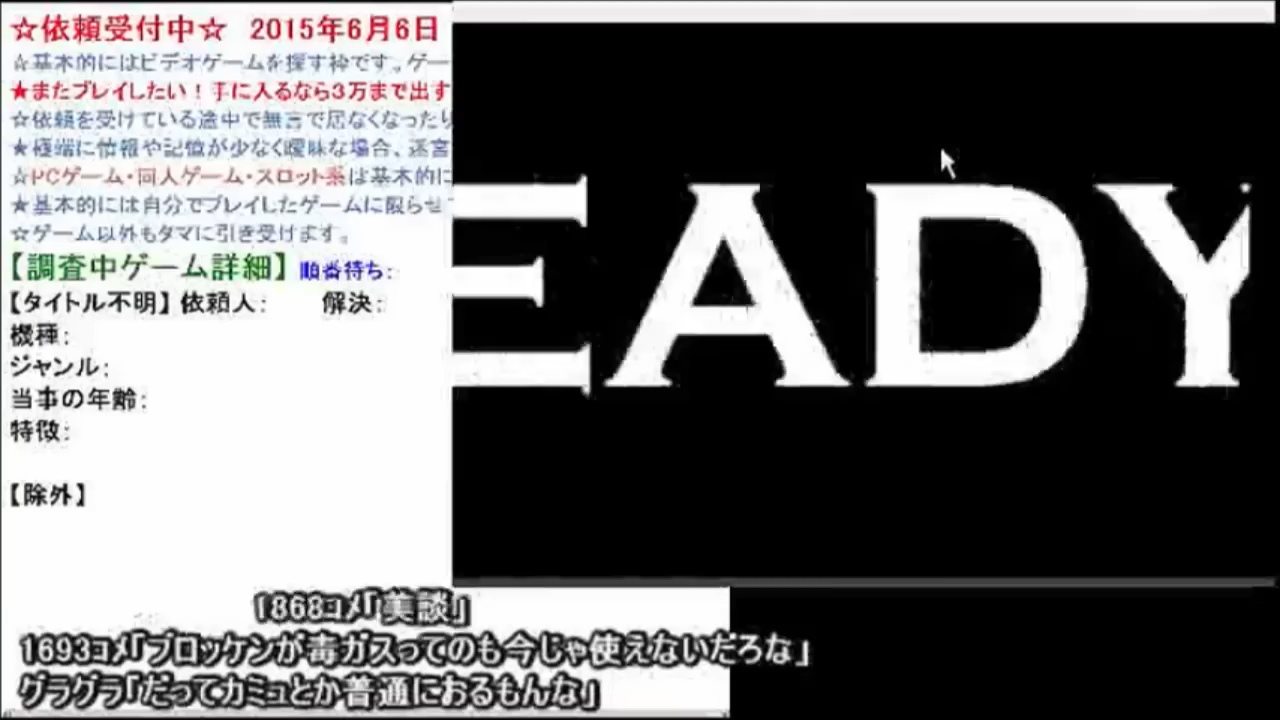 ☆依頼受付中☆ 2015年6月6日
☆基本的にはビデオゲームを探す枠です。ゲー
★またプレイしたい！手に入るなら3万まで出す
☆依頼を受けている途中で無言で居なくなったり
★極端に情報や記憶が少なく曖昧な場合、迷宮
☆PCゲーム・同人ゲーム・スロット系は基本的に
★基本的には自分でプレイしたゲームに限らせ
☆ゲーム以外もタマに引き受けます。
【調査中ゲーム詳細】 順番待ち:
【タイトル不明】 依頼人: 解決:
機種:
ジャンル:
当事の年齢:
特徴:
【除外】
EADY
1868ｺﾒ「美談」
1693ｺﾒ「ブロッケンが毒ガスってのも今じゃ使えないだろな」
グラグラ「だってカミュとか普通におるもんな」